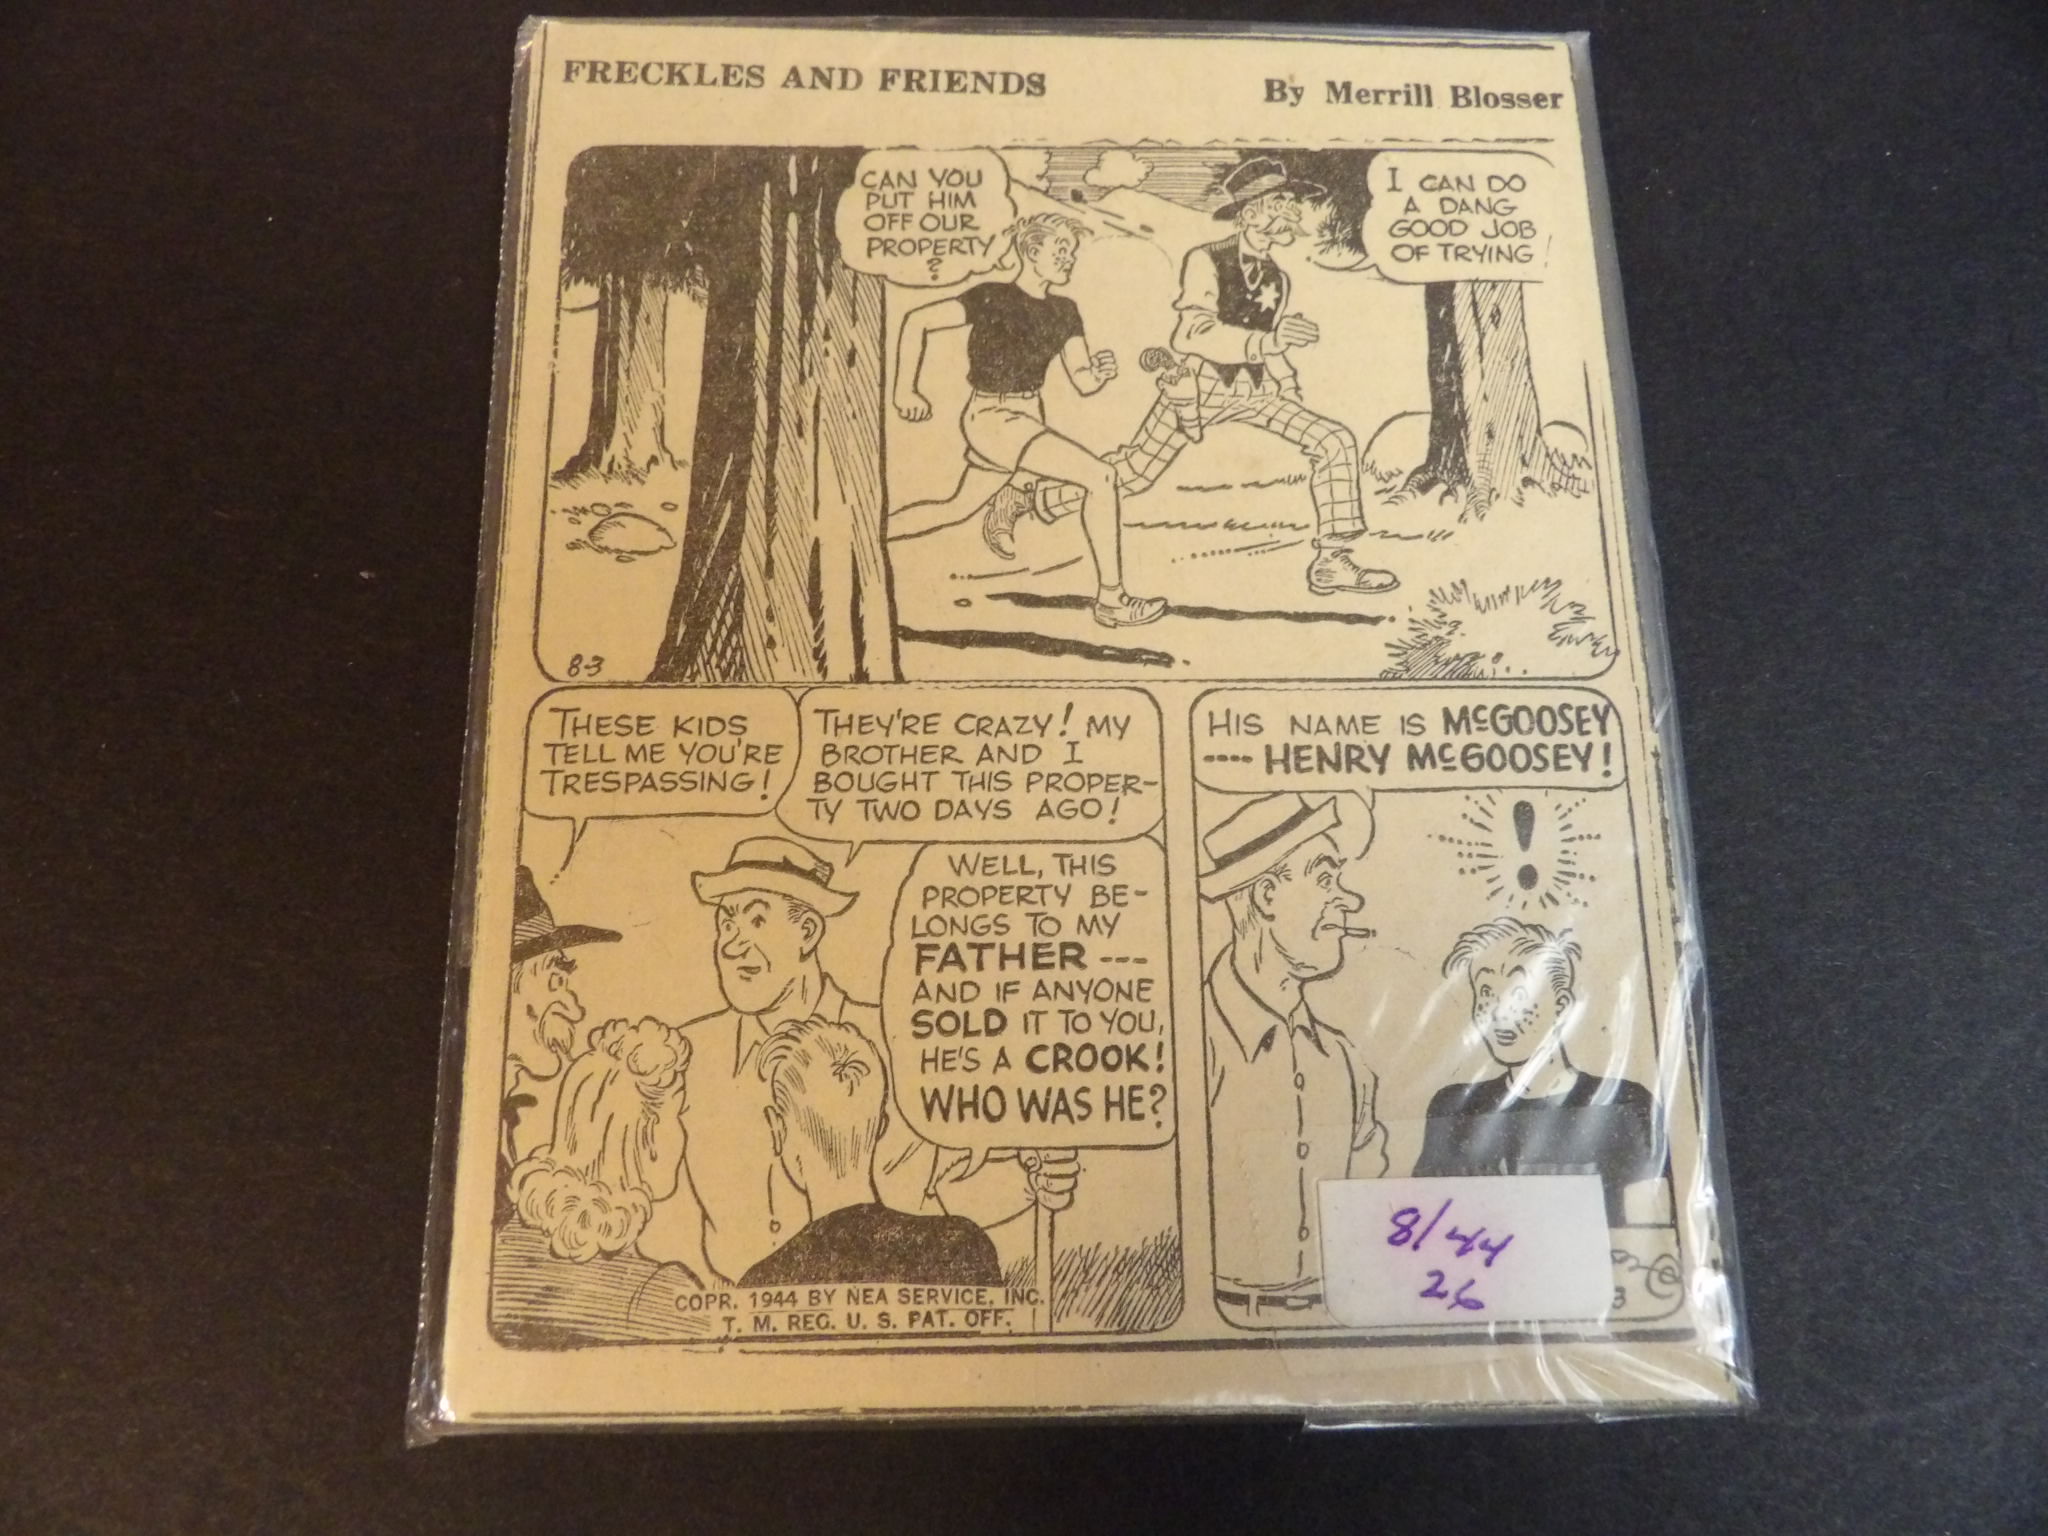 FRECKLES AND FRIENDS
By Merrill Blosser
CAN YOU
PUT HIM
OFF OUR
PROPERTY
?
I CAN DO
A DANG
GOOD JOB
OF TRYING!
8-3
THESE KIDS
TELL ME YOU'RE
TRESPASSING!
THEY'RE CRAZY! MY
BROTHER AND I
BOUGHT THIS PROPER-
TY TWO DAYS AGO!
WELL, THIS
PROPERTY BE-
LONGS TO MY
FATHER ---
AND IF ANYONE
SOLD IT TO YOU,
HE'S A CROOK!
WHO WAS HE?
COPR. 1944 BY NEA SERVICE, INC.
T. M. REG. U. S. PAT. OFF.
HIS NAME IS McGOOSEY
---- HENRY McGOOSEY!
!
8/44
26
3